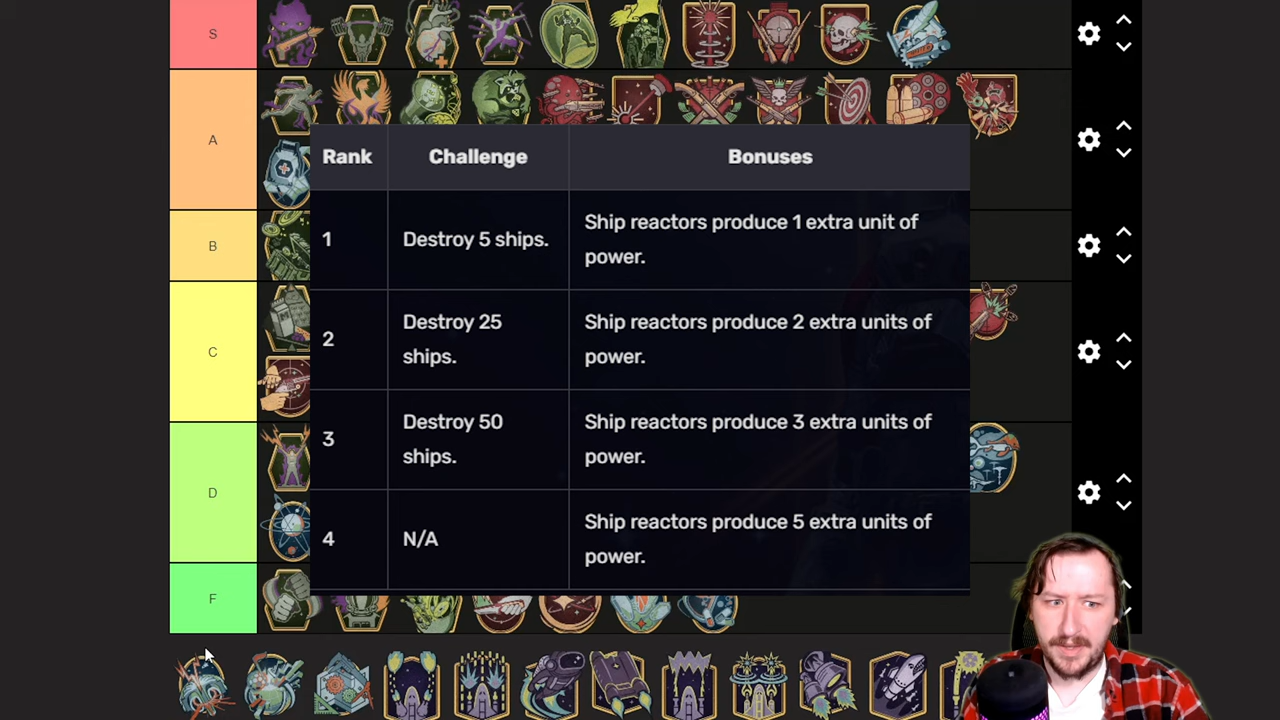 S
A
Rank Challenge Bonuses
1 Destroy 5 ships. Ship reactors produce 1 extra unit of
power.
B
2 Destroy 25
ships. Ship reactors produce 2 extra units of
power.
C
3 Destroy 50
ships. Ship reactors produce 3 extra units of
power.
D
4 N/A Ship reactors produce 5 extra units of
power.
F